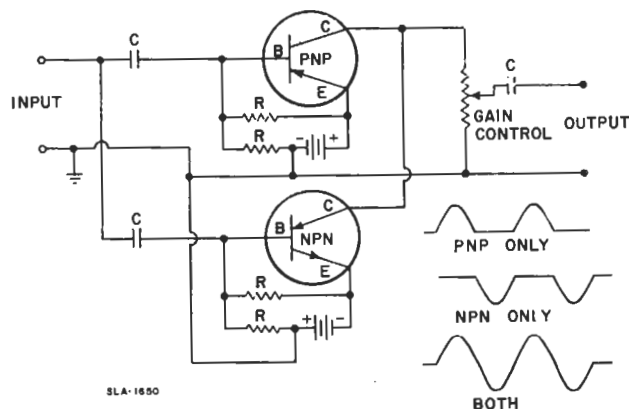 C
B
PNP
C
E
INPUT
R
R
-
+
C
GAIN
CONTROL
OUTPUT
C
B
NPN
C
E
R
R
+
-
PNP ONLY
NPN ONLY
BOTH
SLA-1650